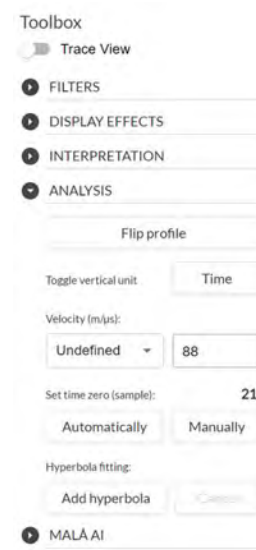 Toolbox
Trace View
FILTERS
DISPLAY EFFECTS
INTERPRETATION
ANALYSIS
Flip profile
Toggle vertical unit Time
Velocity (m/µs):
Undefined 88
Set time zero (sample): 21
Automatically Manually
Hyperbola fitting:
Add hyperbola
MALÅ AI